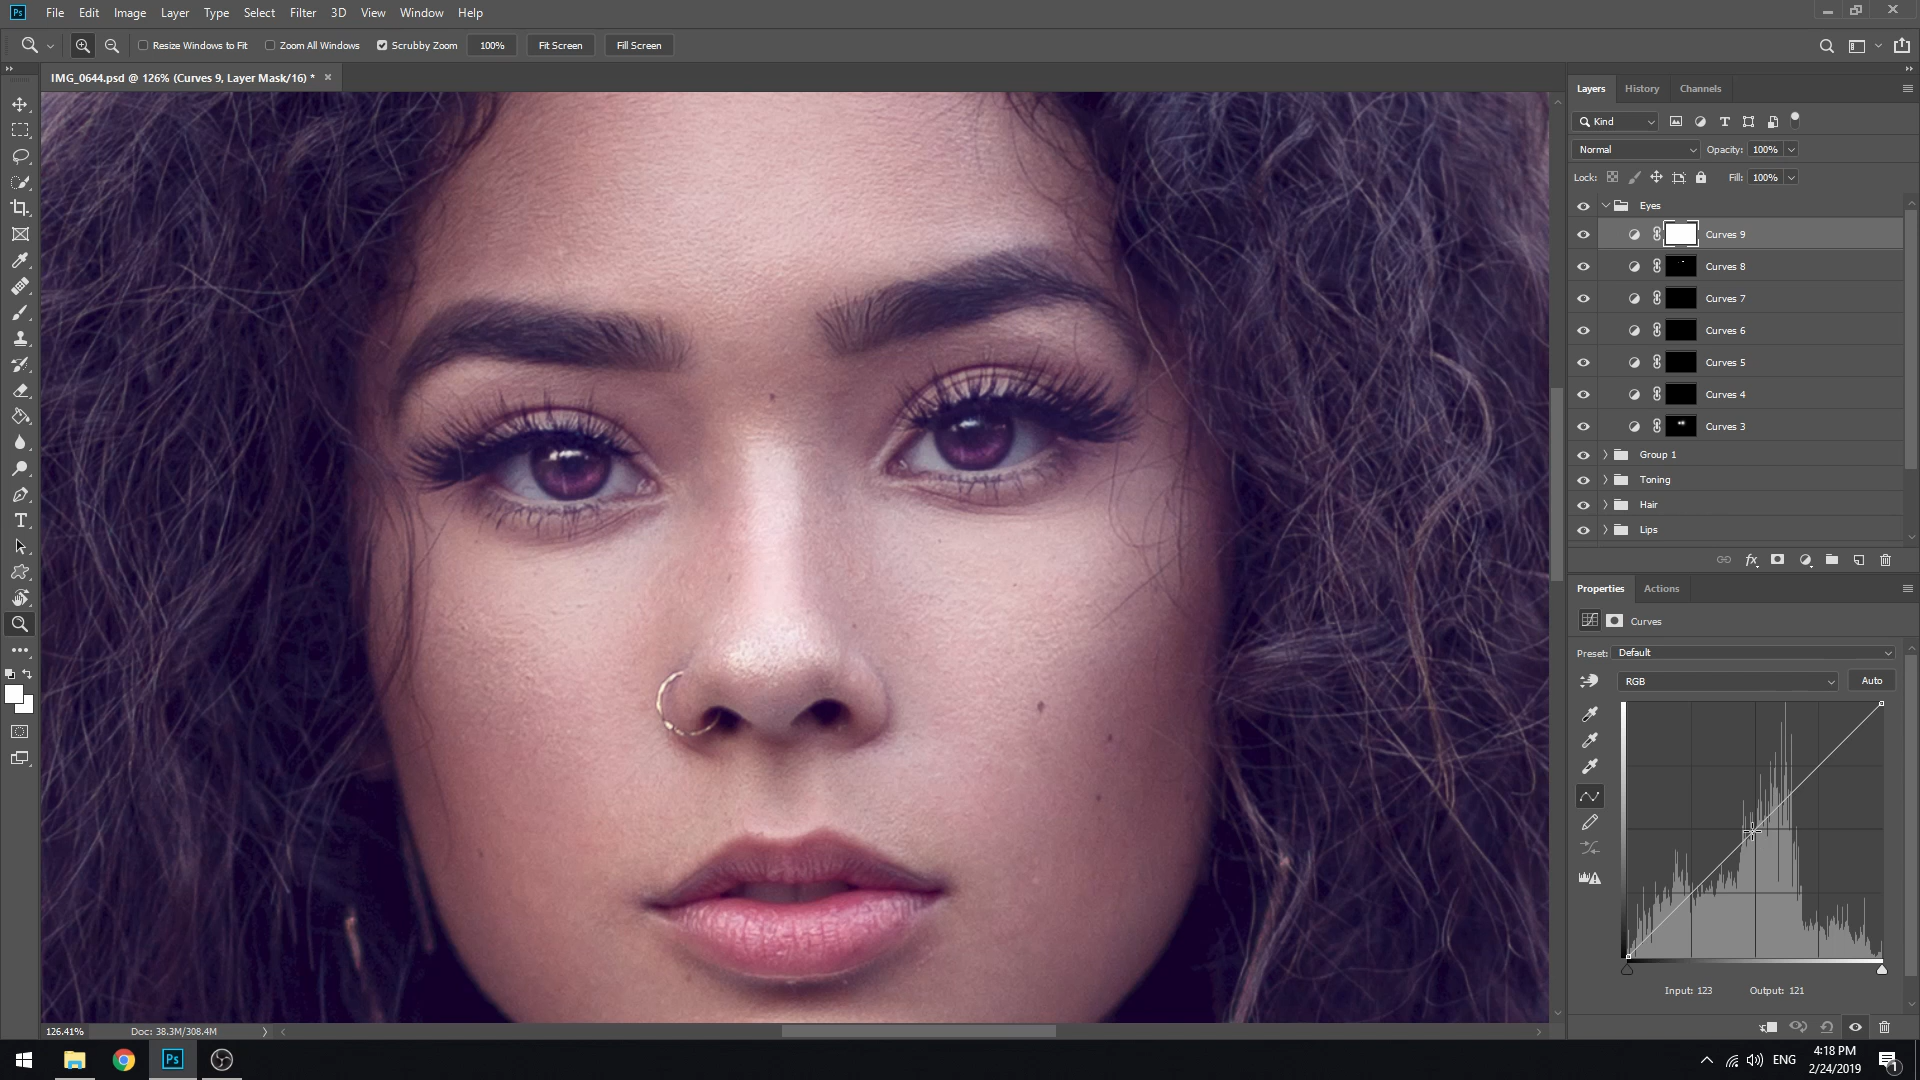 Ps File Edit Image Layer Type Select Filter 3D View Window Help
Resize Windows to Fit Zoom All Windows Scrubby Zoom 100% Fit Screen Fill Screen
IMG_0644.psd @ 126% (Curves 9, Layer Mask/16) *
Layers History Channels
Kind
Normal Opacity: 100%
Lock: Fill: 100%
Eyes
Curves 9
Curves 8
Curves 7
Curves 6
Curves 5
Curves 4
Curves 3
Group 1
Toning
Hair
Lips
Properties Actions
Curves
Preset: Default
RGB Auto
Input: 123 Output: 121
126.41% Doc: 38.3M/308.4M
Ps ENG 4:18 PM
2/24/2019 1